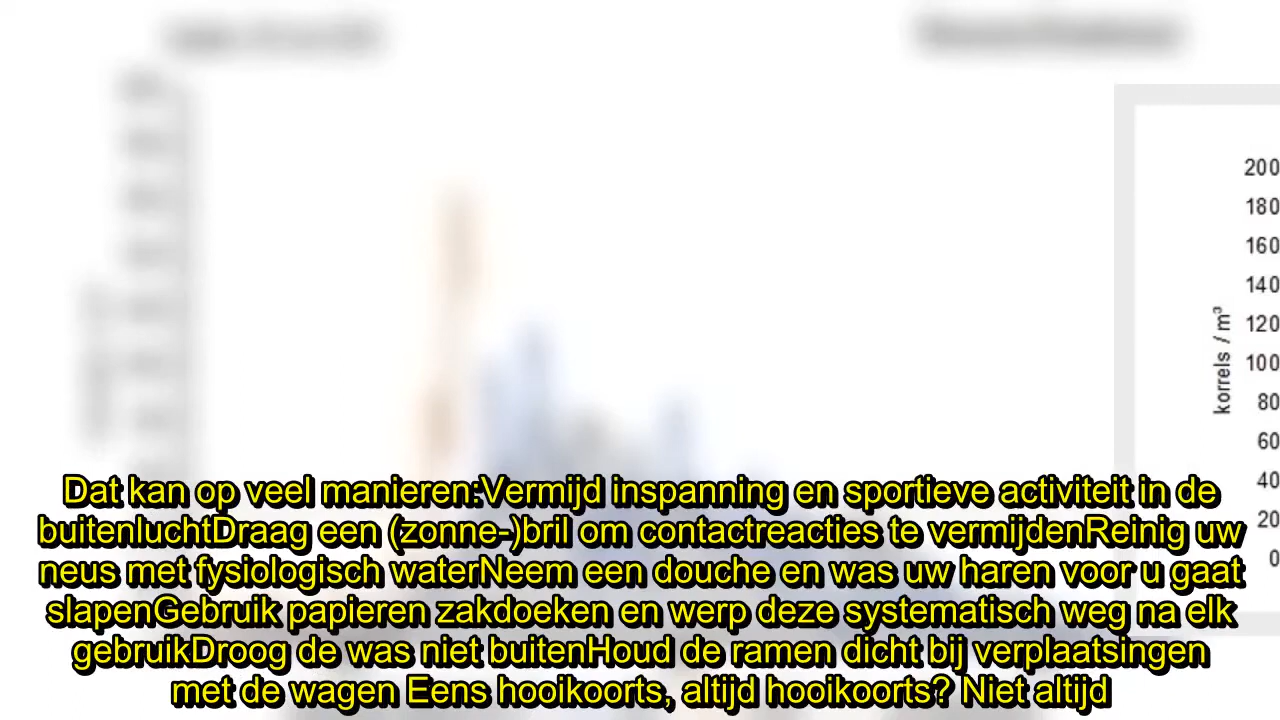 200
180
160
140
120
100
80
60
40
20
0
korrels / m³
Dat kan op veel manieren:Vermijd inspanning en sportieve activiteit in de
buitenluchtDraag een (zonne-)bril om contactreacties te vermijdenReinig uw
neus met fysiologisch waterNeem een douche en was uw haren voor u gaat
slapenGebruik papieren zakdoeken en werp deze systematisch weg na elk
gebruikDroog de was niet buitenHoud de ramen dicht bij verplaatsingen
met de wagen Eens hooikoorts, altijd hooikoorts? Niet altijd